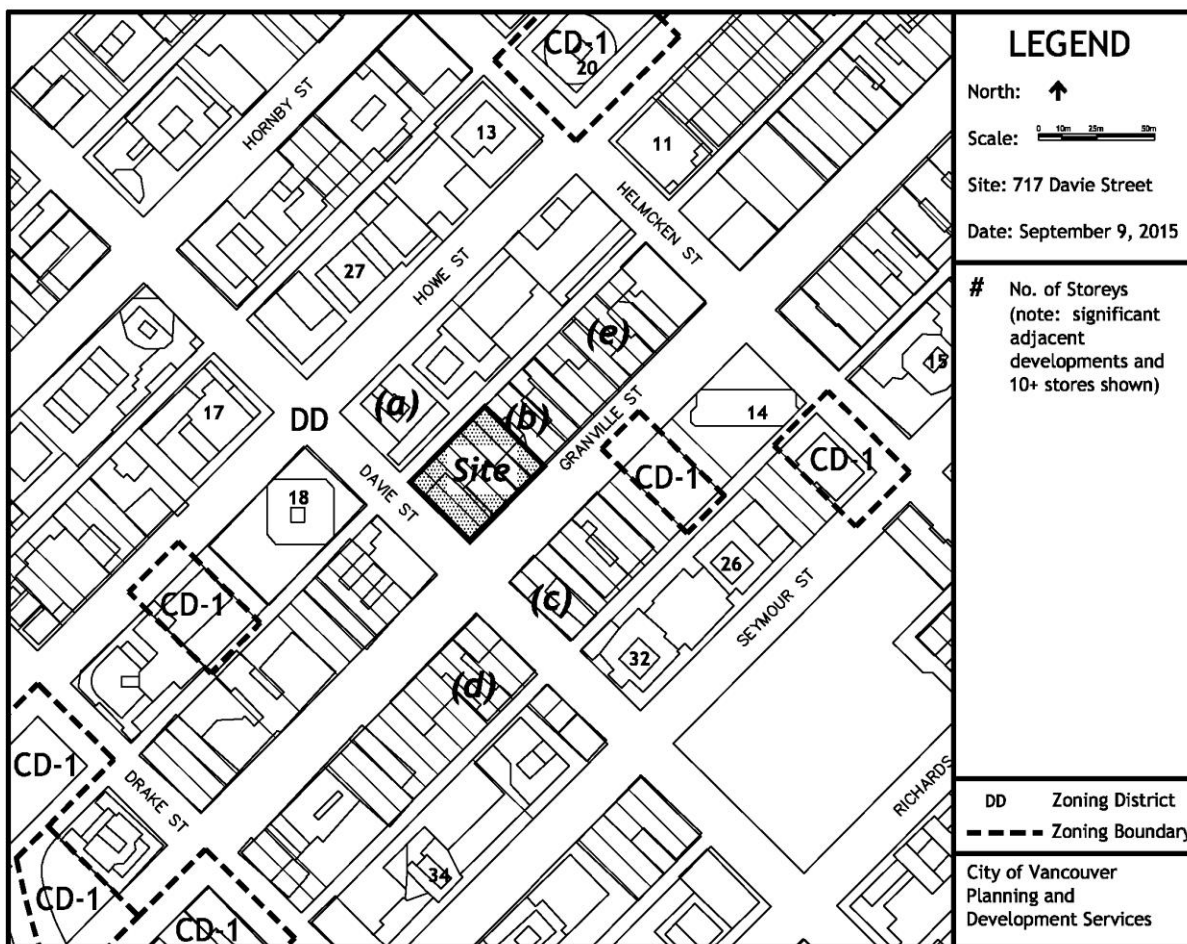 CD-1
20
HORNBY ST
13
11
HELMCKEN ST
27
HOWE ST
(e)
15
17
DD
(a)
(b)
GRANVILLE ST
14
CD-1
CD-1
Site
DAVIE ST
18
26
CD-1
(c)
SEYMOUR ST
32
(d)
CD-1
DRAKE ST
RICHARDS
34
CD-1
CD-1
LEGEND
North:
Scale: 0 10m 25m 50m
Site: 717 Davie Street
Date: September 9, 2015
# No. of Storeys
(note: significant
adjacent
developments and
10+ stores shown)
DD Zoning District
Zoning Boundary
City of Vancouver
Planning and
Development Services